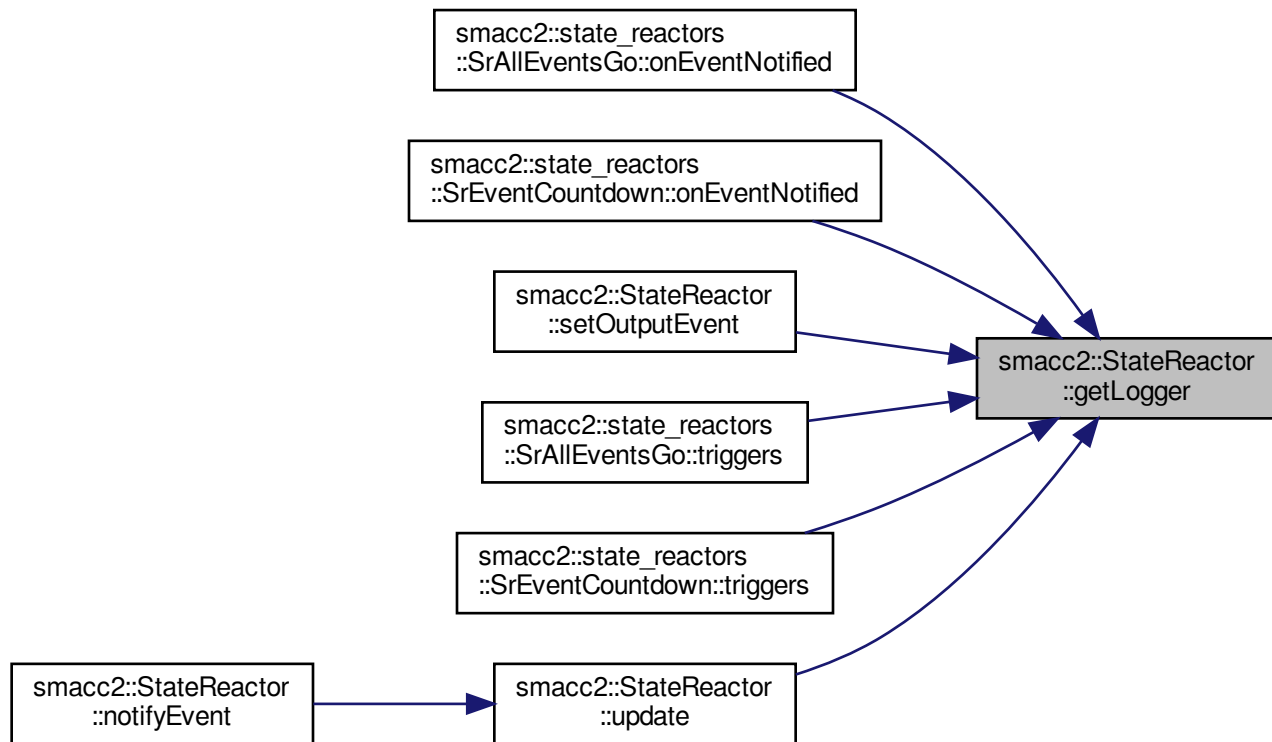 smacc2::state_reactors
::SrAllEventsGo::onEventNotified
smacc2::state_reactors
::SrEventCountdown::onEventNotified
smacc2::StateReactor
::setOutputEvent
smacc2::StateReactor
::getLogger
smacc2::state_reactors
::SrAllEventsGo::triggers
smacc2::state_reactors
::SrEventCountdown::triggers
smacc2::StateReactor
::notifyEvent
smacc2::StateReactor
::update